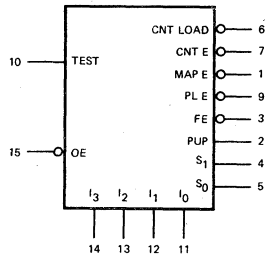 CNT LOAD 6
CNT E 7
10 TEST MAP E 1
PL E 9
FE 3
PUP 2
15 OE S1 4
S0 5
I3 I2 I1 I0
14 13 12 11